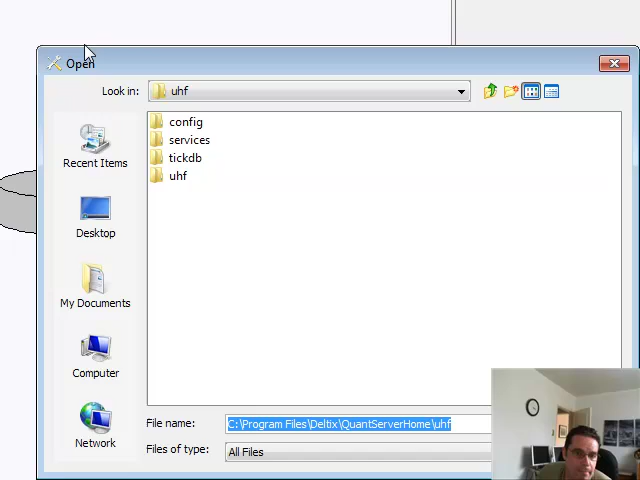 Open
Look in:
uhf
config
services
tickdb
uhf
Recent Items
Desktop
My Documents
Computer
Network
File name:
C:\Program Files\Deltix\QuantServerHome\uhf
Files of type:
All Files